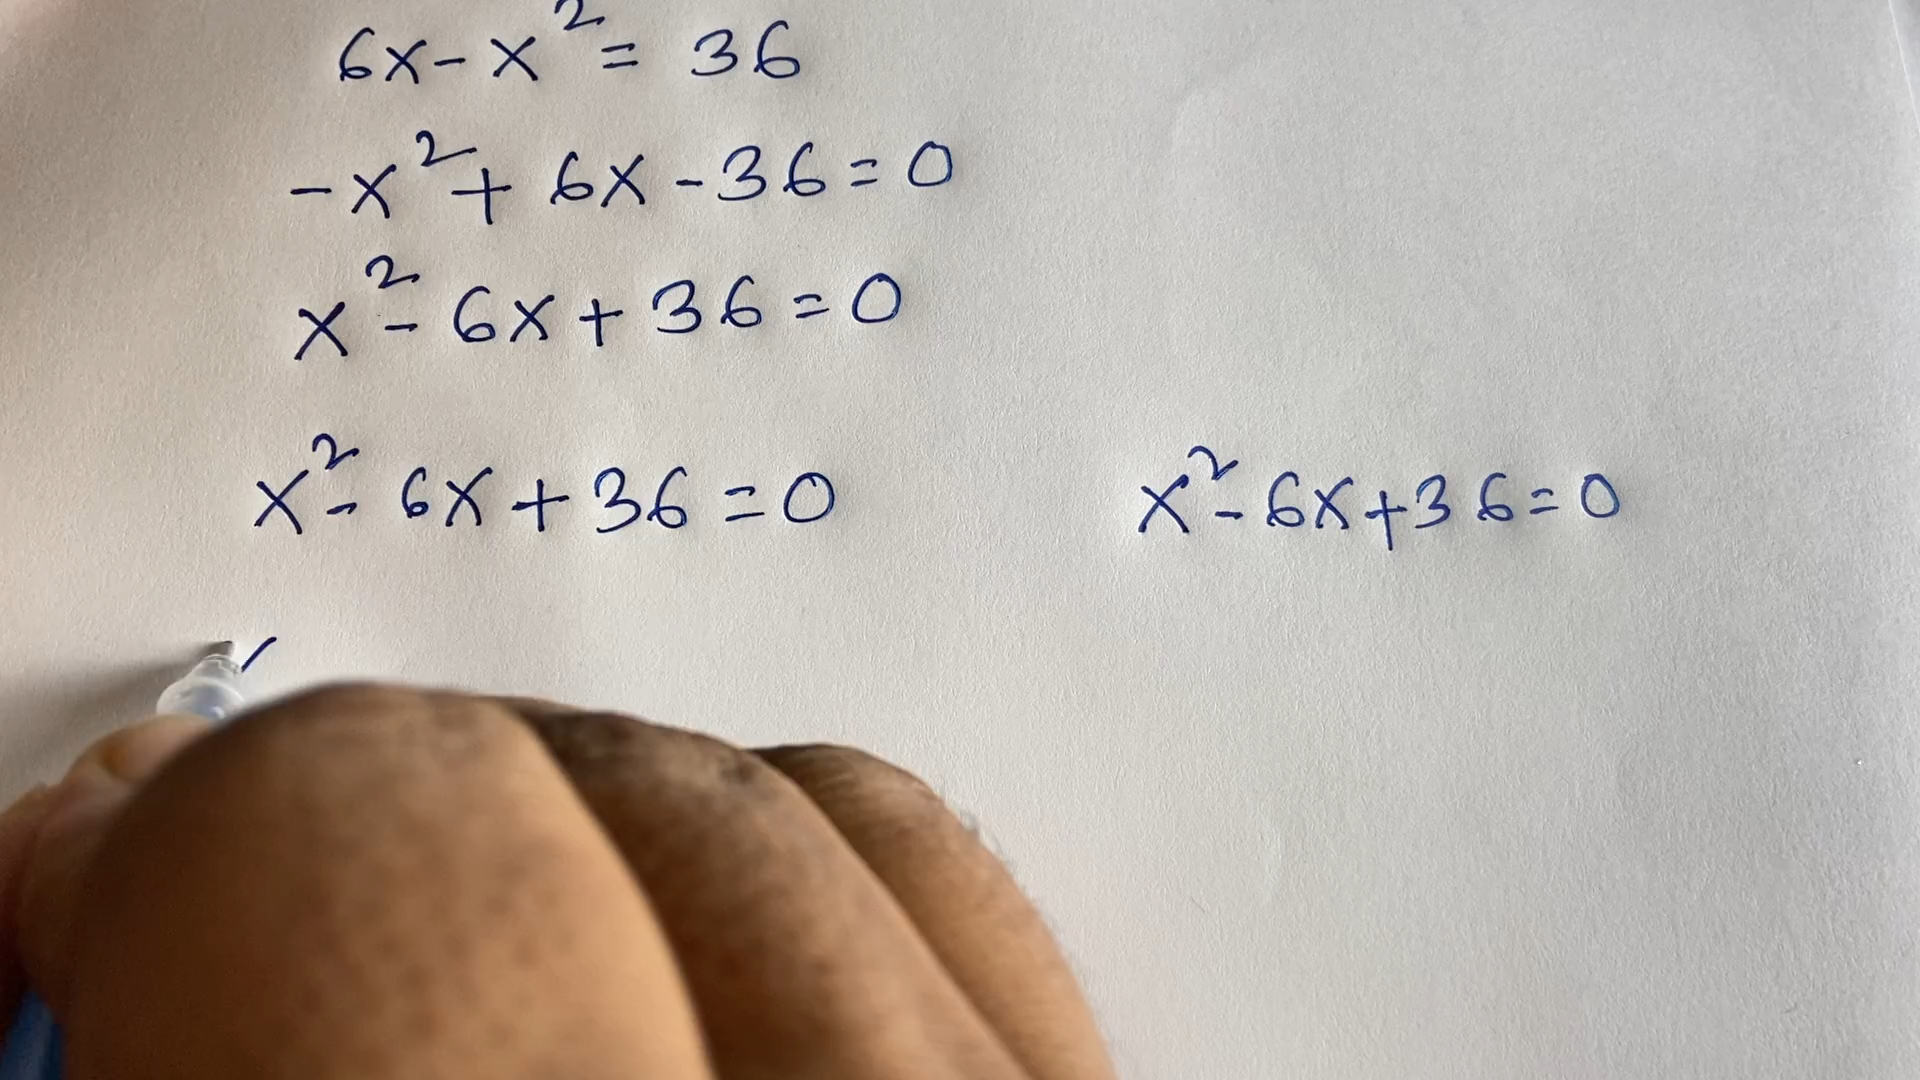 6x - x² = 36
-x² + 6x - 36 = 0
x² - 6x + 36 = 0
x² - 6x + 36 = 0
x² - 6x + 36 = 0